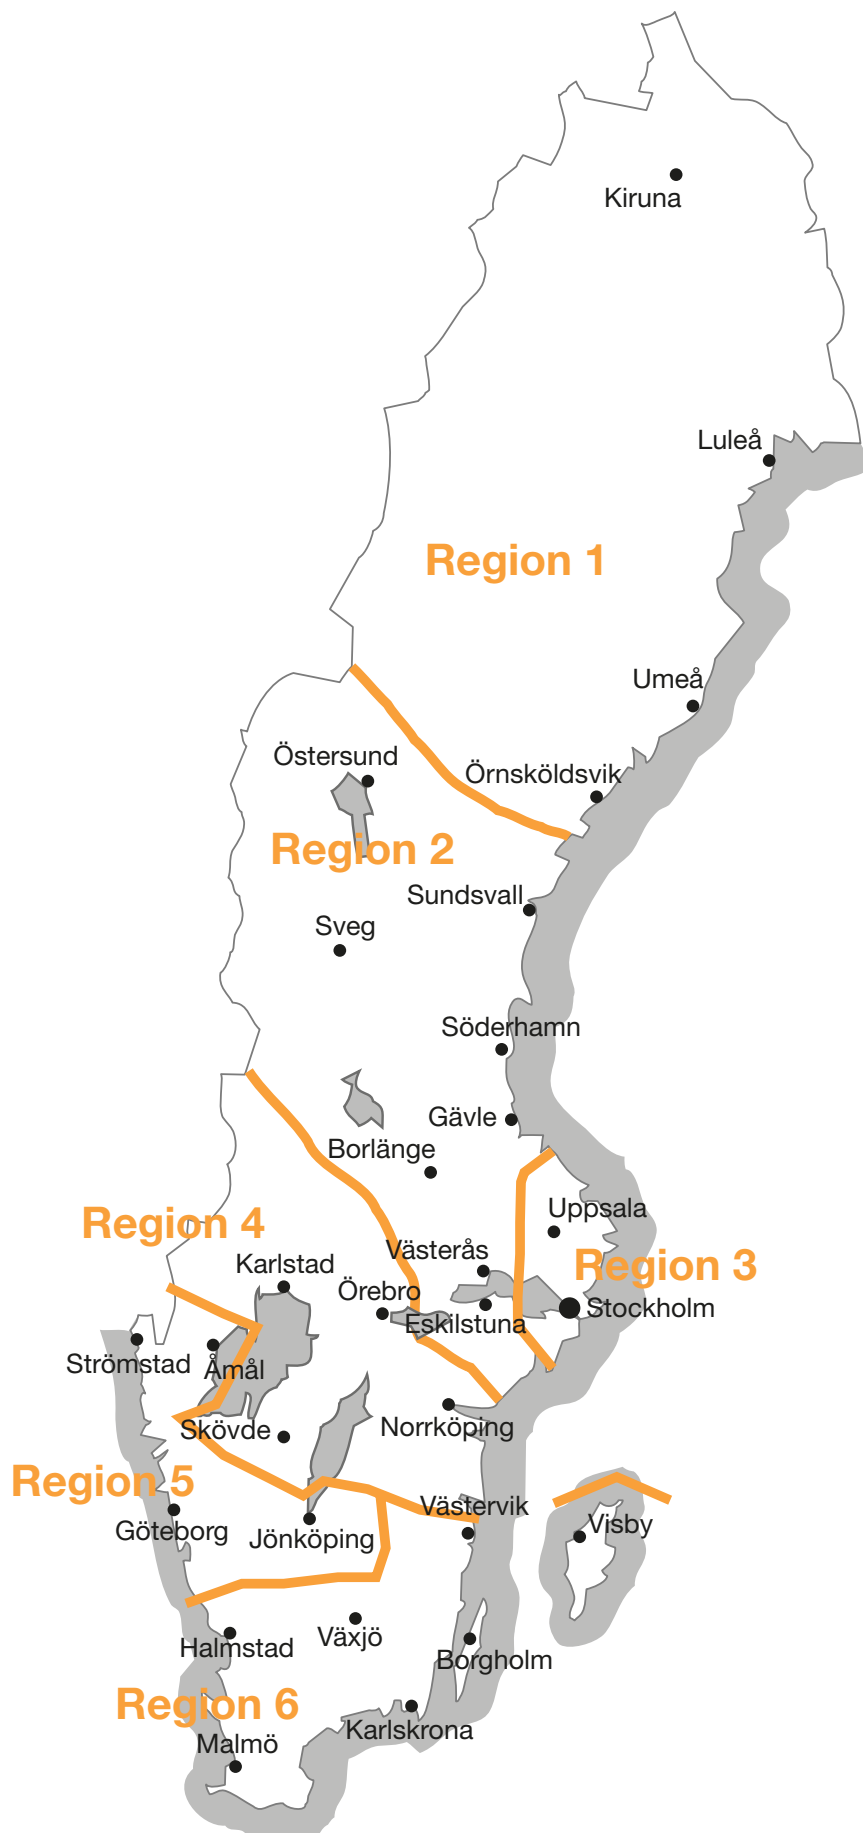 Kiruna
Luleå
Region 1
Umeå
Östersund
Örnsköldsvik
Region 2
Sundsvall
Sveg
Söderhamn
Gävle
Borlänge
Uppsala
Region 4
Västerås
Region 3
Karlstad
Örebro
Stockholm
Eskilstuna
Strömstad
Åmål
Norrköping
Skövde
Region 5
Västervik
Visby
Göteborg
Jönköping
Växjö
Halmstad
Borgholm
Region 6
Karlskrona
Malmö